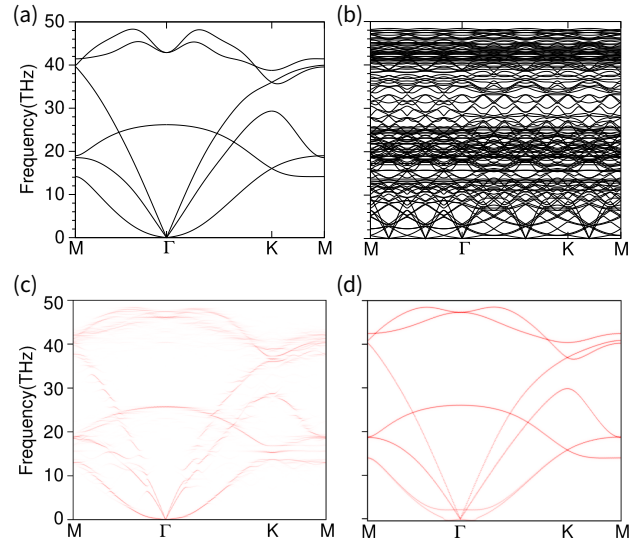 (a)
(b)
Frequency(THz)
50
40
30
20
10
0
M Γ K M
M Γ K M
(c)
(d)
Frequency(THz)
50
40
30
20
10
0
M Γ K M
M Γ K M